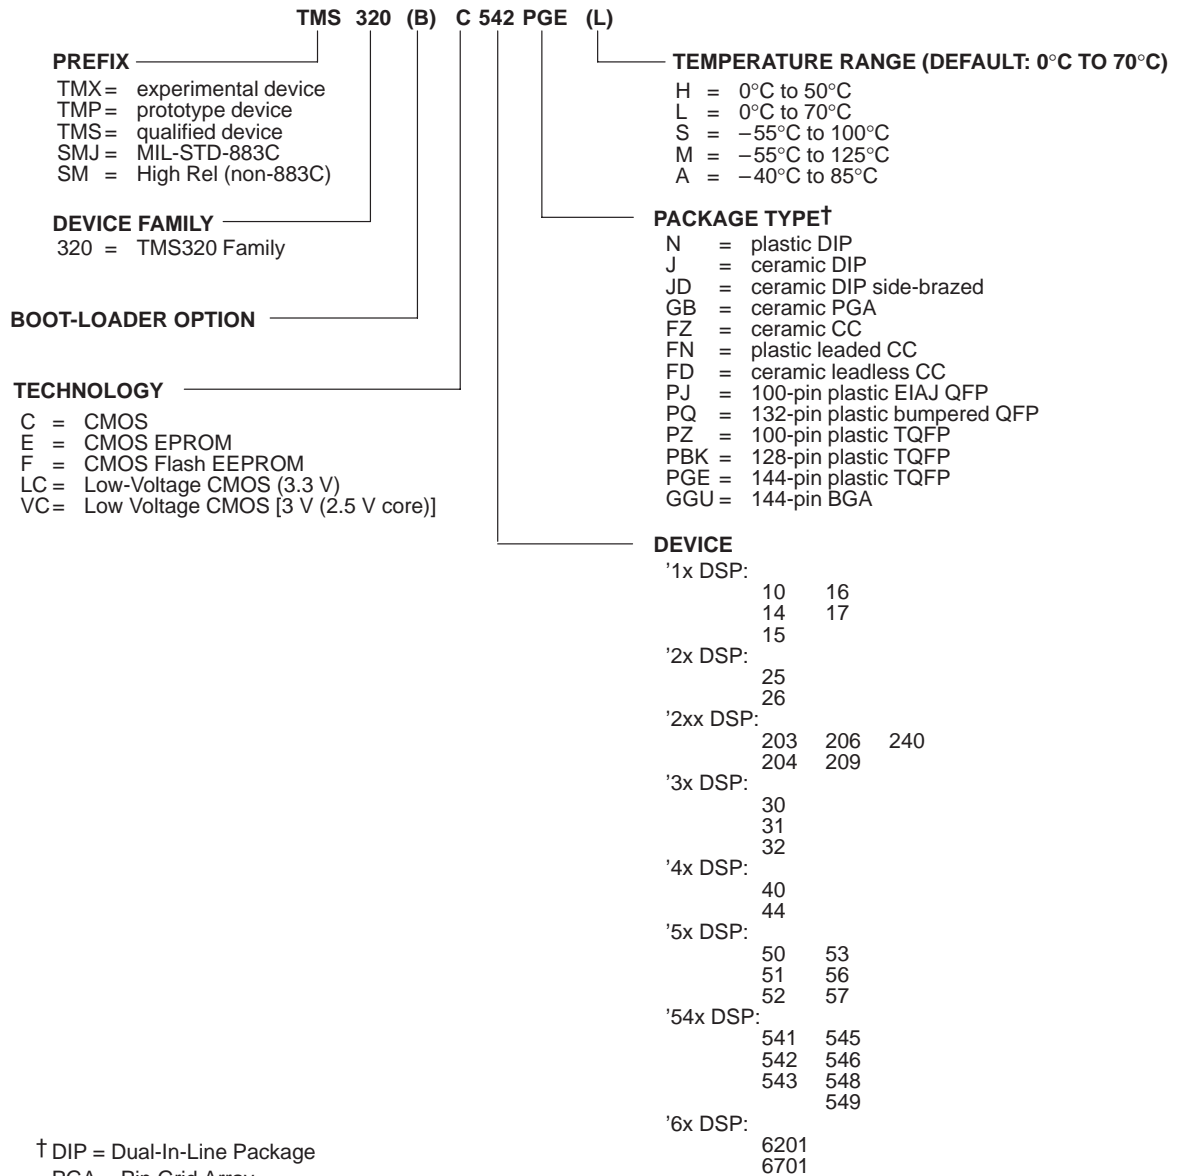 TMS 320 (B) C 542 PGE (L)
PREFIX
TMX = experimental device
TMP = prototype device
TMS = qualified device
SMJ = MIL-STD-883C
SM = High Rel (non-883C)
DEVICE FAMILY
320 = TMS320 Family
BOOT-LOADER OPTION
TECHNOLOGY
C = CMOS
E = CMOS EPROM
F = CMOS Flash EEPROM
LC = Low-Voltage CMOS (3.3 V)
VC = Low Voltage CMOS [3 V (2.5 V core)]
TEMPERATURE RANGE (DEFAULT: 0°C TO 70°C)
H = 0°C to 50°C
L = 0°C to 70°C
S = –55°C to 100°C
M = –55°C to 125°C
A = –40°C to 85°C
PACKAGE TYPE†
N = plastic DIP
J = ceramic DIP
JD = ceramic DIP side-brazed
GB = ceramic PGA
FZ = ceramic CC
FN = plastic leaded CC
FD = ceramic leadless CC
PJ = 100-pin plastic EIAJ QFP
PQ = 132-pin plastic bumpered QFP
PZ = 100-pin plastic TQFP
PBK = 128-pin plastic TQFP
PGE = 144-pin plastic TQFP
GGU = 144-pin BGA
DEVICE
’1x DSP:
10 16
14 17
15
’2x DSP:
25
26
’2xx DSP:
203 206 240
204 209
’3x DSP:
30
31
32
’4x DSP:
40
44
’5x DSP:
50 53
51 56
52 57
’54x DSP:
541 545
542 546
543 548
549
’6x DSP:
6201
6701
† DIP = Dual-In-Line Package
PGA = Pin Grid Array